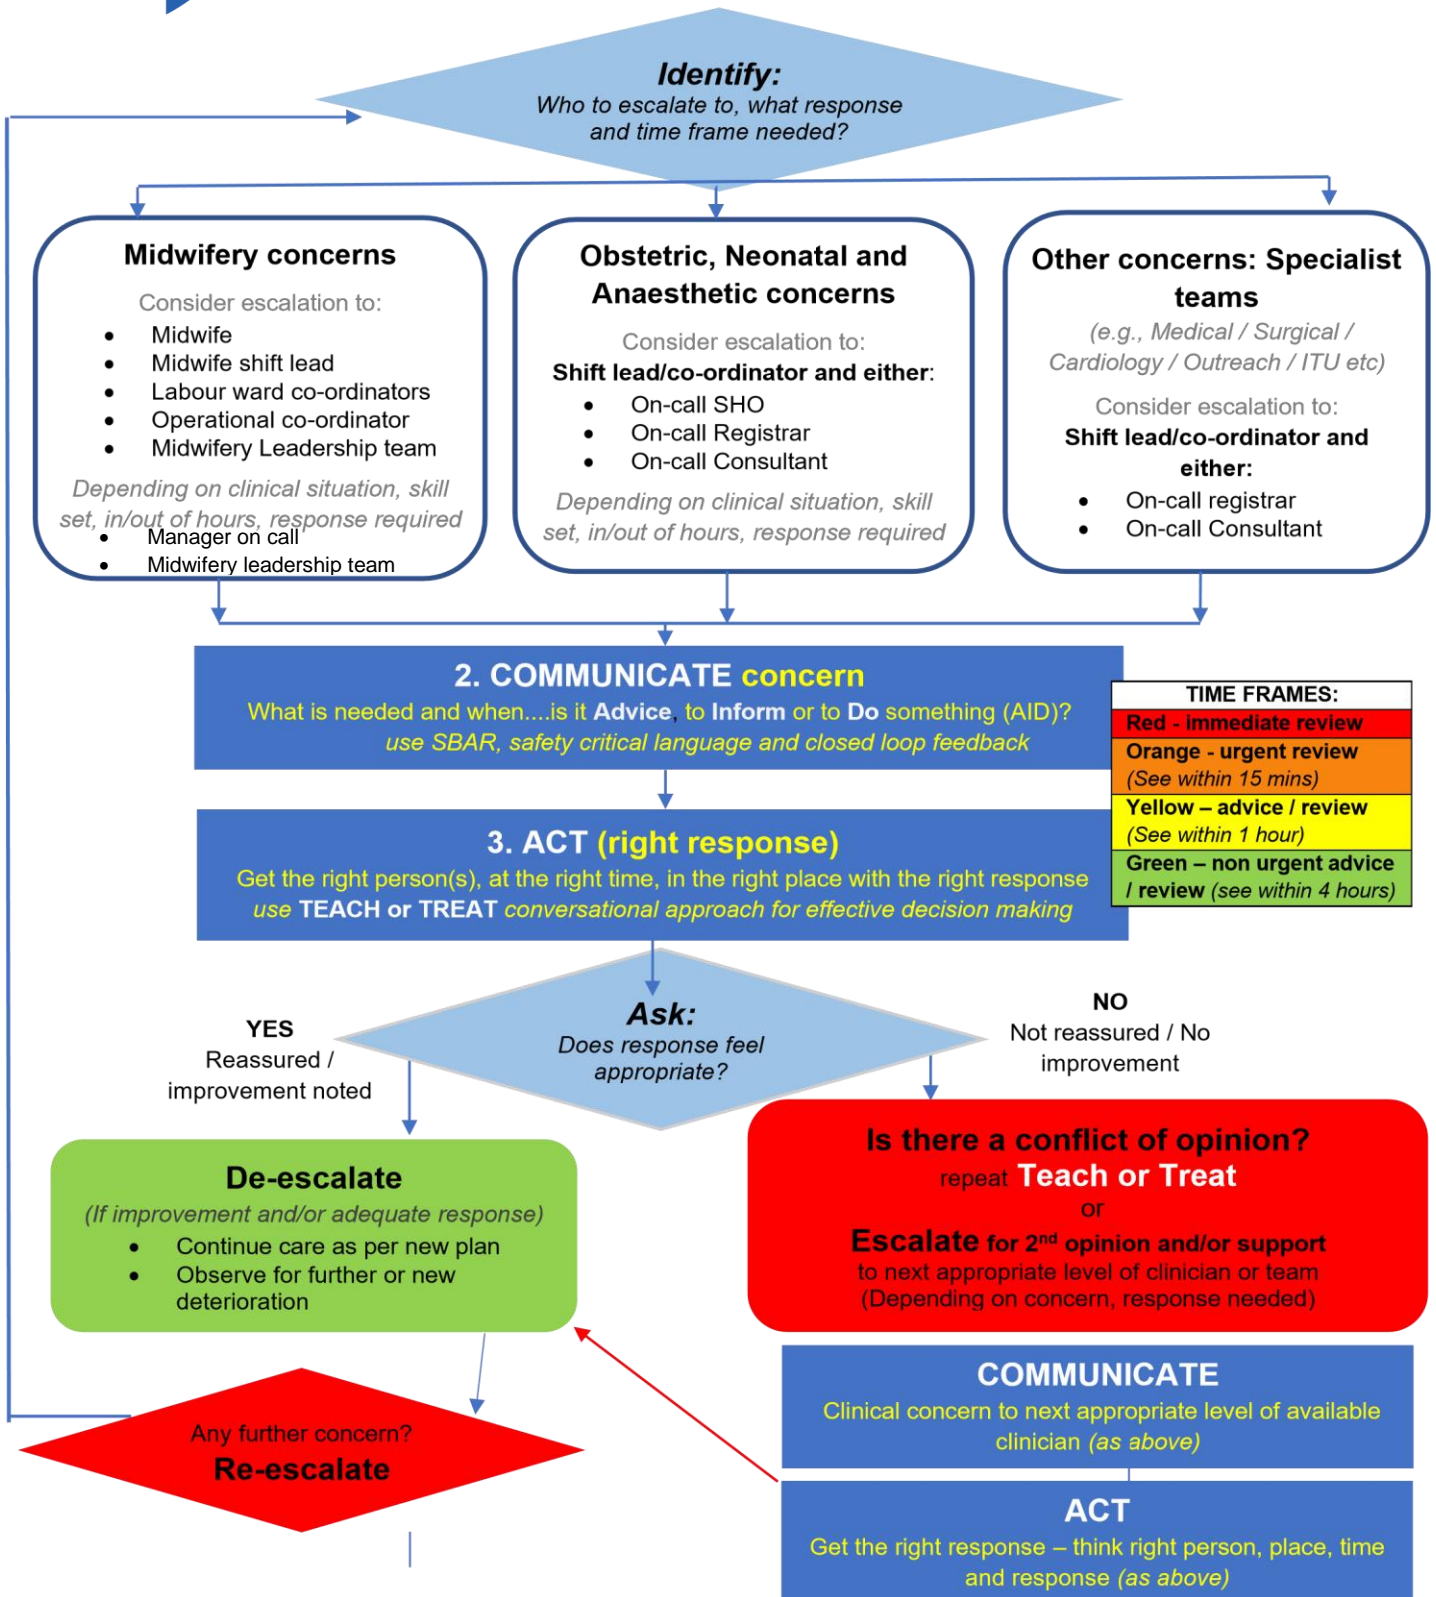 Identify:
Who to escalate to, what response
and time frame needed?
Midwifery concerns
Consider escalation to:
• Midwife
• Midwife shift lead
• Labour ward co-ordinators
• Operational co-ordinator
• Midwifery Leadership team
Depending on clinical situation, skill
set, in/out of hours, response required
• Manager on call
• Midwifery leadership team
Obstetric, Neonatal and
Anaesthetic concerns
Consider escalation to:
Shift lead/co-ordinator and either:
• On-call SHO
• On-call Registrar
• On-call Consultant
Depending on clinical situation, skill
set, in/out of hours, response required
Other concerns: Specialist
teams
(e.g., Medical / Surgical /
Cardiology / Outreach / ITU etc)
Consider escalation to:
Shift lead/co-ordinator and
either:
• On-call registrar
• On-call Consultant
2. COMMUNICATE concern
What is needed and when....is it Advice, to Inform or to Do something (AID)?
use SBAR, safety critical language and closed loop feedback
TIME FRAMES:
Red - immediate review
Orange - urgent review
(See within 15 mins)
Yellow – advice / review
(See within 1 hour)
Green – non urgent advice
/ review (see within 4 hours)
3. ACT (right response)
Get the right person(s), at the right time, in the right place with the right response
use TEACH or TREAT conversational approach for effective decision making
Ask:
Does response feel
appropriate?
YES
Reassured /
improvement noted
NO
Not reassured / No
improvement
De-escalate
(If improvement and/or adequate response)
• Continue care as per new plan
• Observe for further or new
deterioration
Is there a conflict of opinion?
repeat Teach or Treat
or
Escalate for 2nd opinion and/or support
to next appropriate level of clinician or team
(Depending on concern, response needed)
Any further concern?
Re-escalate
COMMUNICATE
Clinical concern to next appropriate level of available
clinician (as above)
ACT
Get the right response – think right person, place, time
and response (as above)